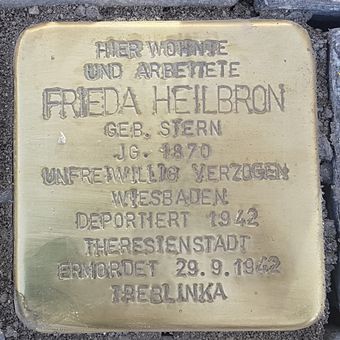 HIER WOHNTE
UND ARBEITETE
FRIEDA HEILBRON
GEB. STERN
JG. 1870
UNFREIWILLIG VERZOGEN
WIESBADEN
DEPORTIERT 1942
THERESIENSTADT
ERMORDET 29.9.1942
TREBLINKA